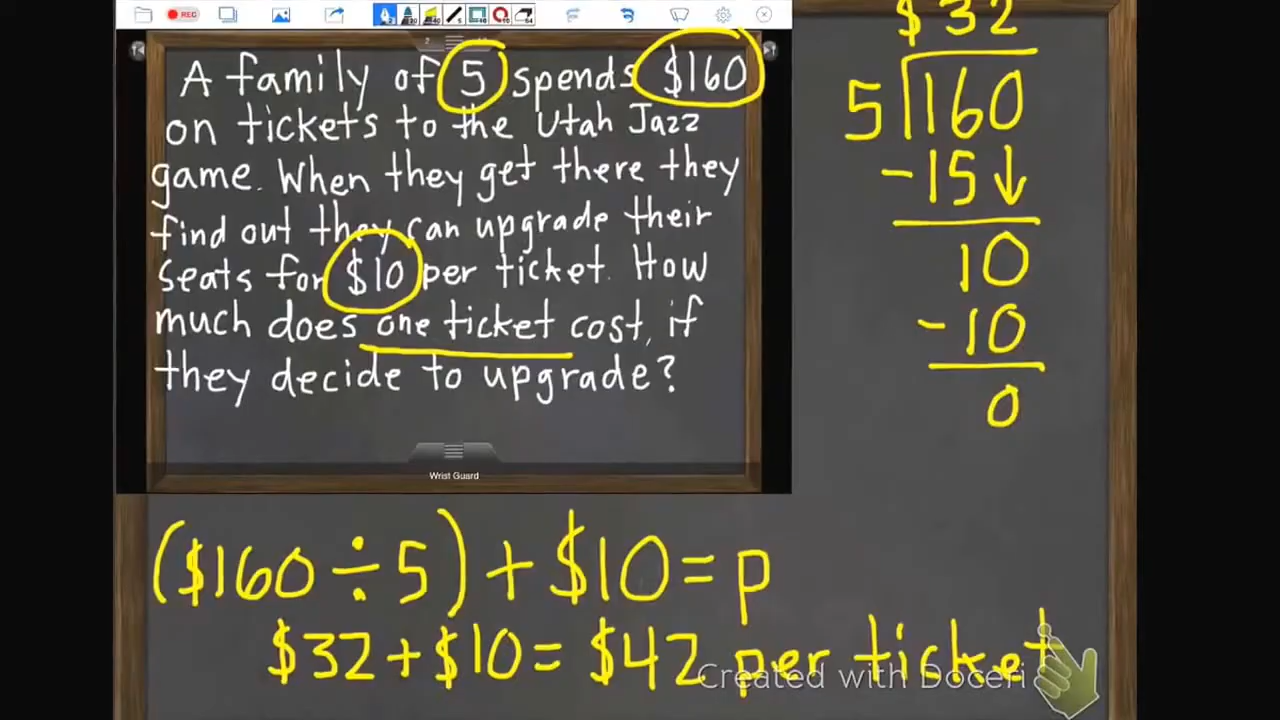 REC
A family of 5 spends $160
on tickets to the Utah Jazz
game. When they get there they
find out they can upgrade their
seats for $10 per ticket. How
much does one ticket cost, if
they decide to upgrade?
Wrist Guard
$32
5 160
-15↓
10
-10
0
($160÷5)+$10=p
$32+$10=$42 per ticket
Created with Doceri